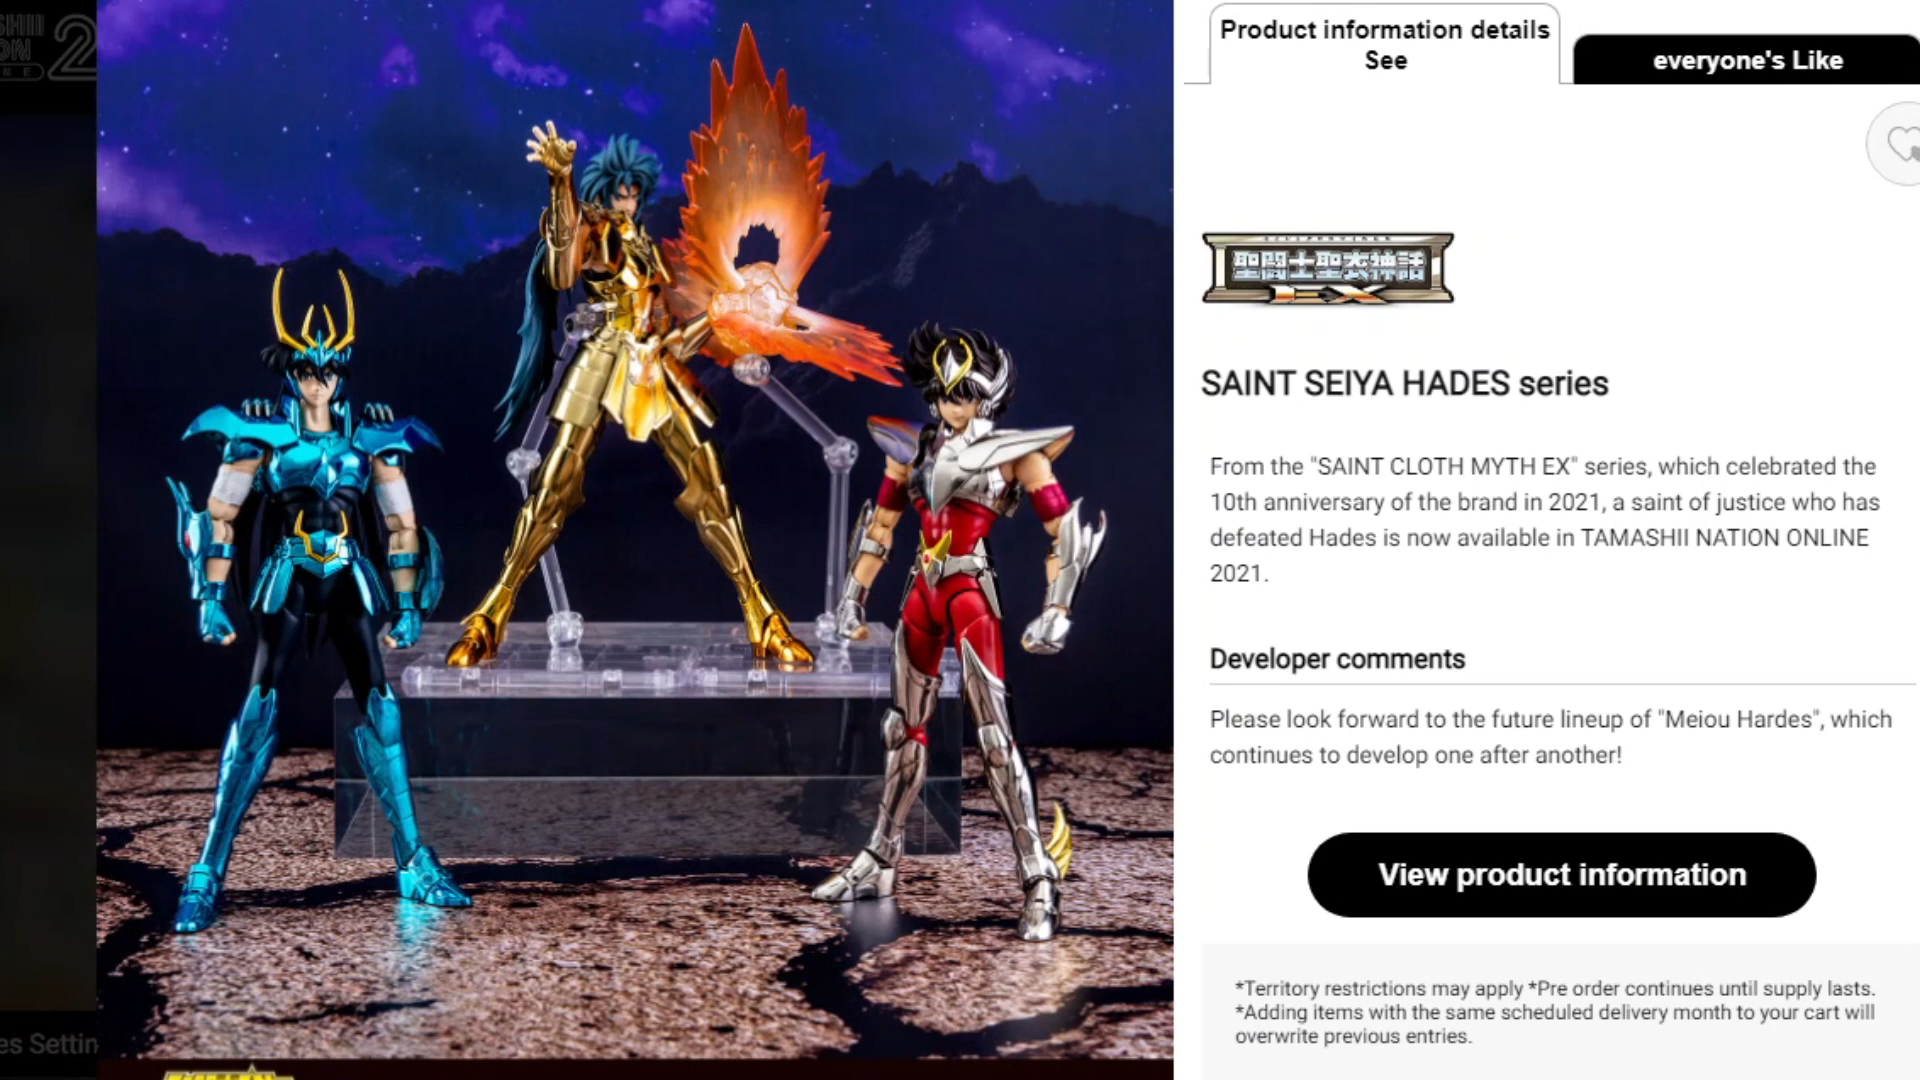 Product information details
See
everyone's Like
聖闘士聖衣神話
EX
SAINT SEIYA HADES series
From the "SAINT CLOTH MYTH EX" series, which celebrated the
10th anniversary of the brand in 2021, a saint of justice who has
defeated Hades is now available in TAMASHII NATION ONLINE
2021.
Developer comments
Please look forward to the future lineup of "Meiou Hardes", which
continues to develop one after another!
View product information
*Territory restrictions may apply *Pre order continues until supply lasts.
*Adding items with the same scheduled delivery month to your cart will
overwrite previous entries.